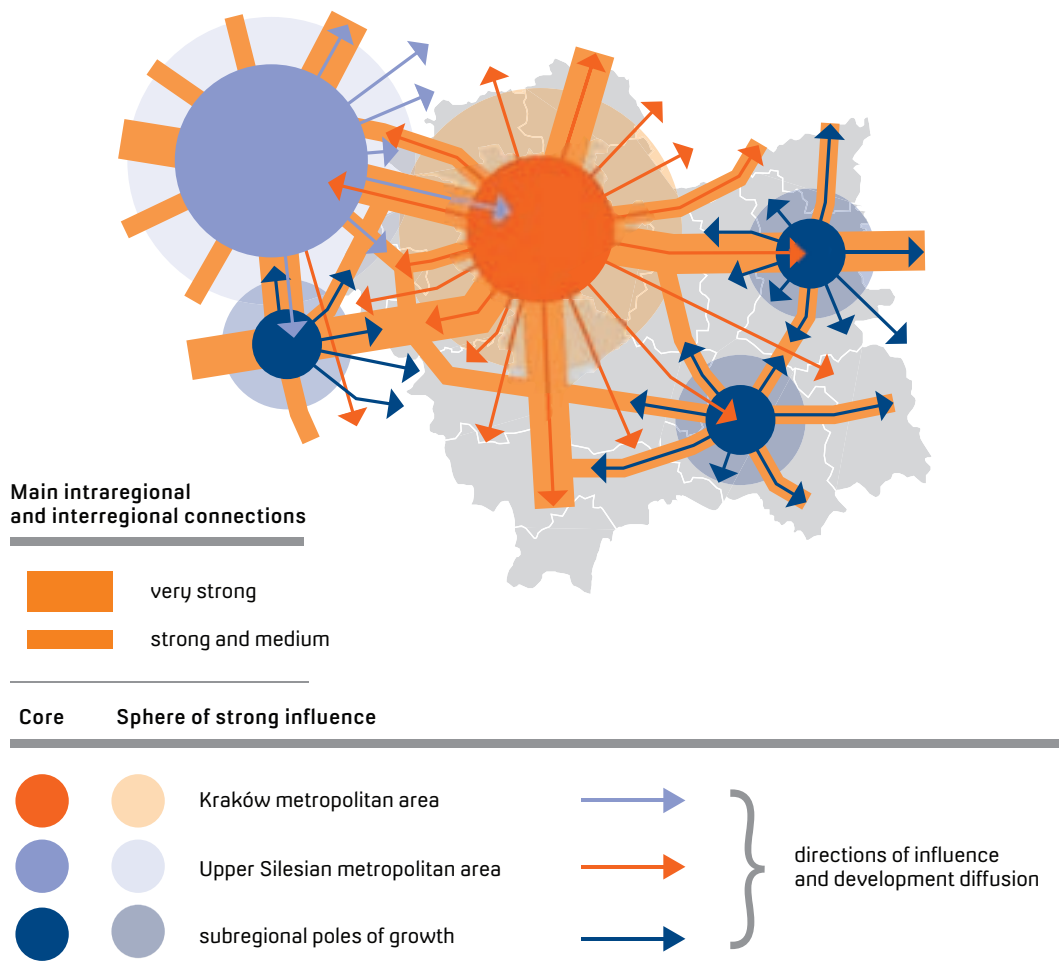 Main intraregional
and interregional connections
very strong
strong and medium
Core Sphere of strong influence
Kraków metropolitan area
Upper Silesian metropolitan area
subregional poles of growth
directions of influence
and development diffusion